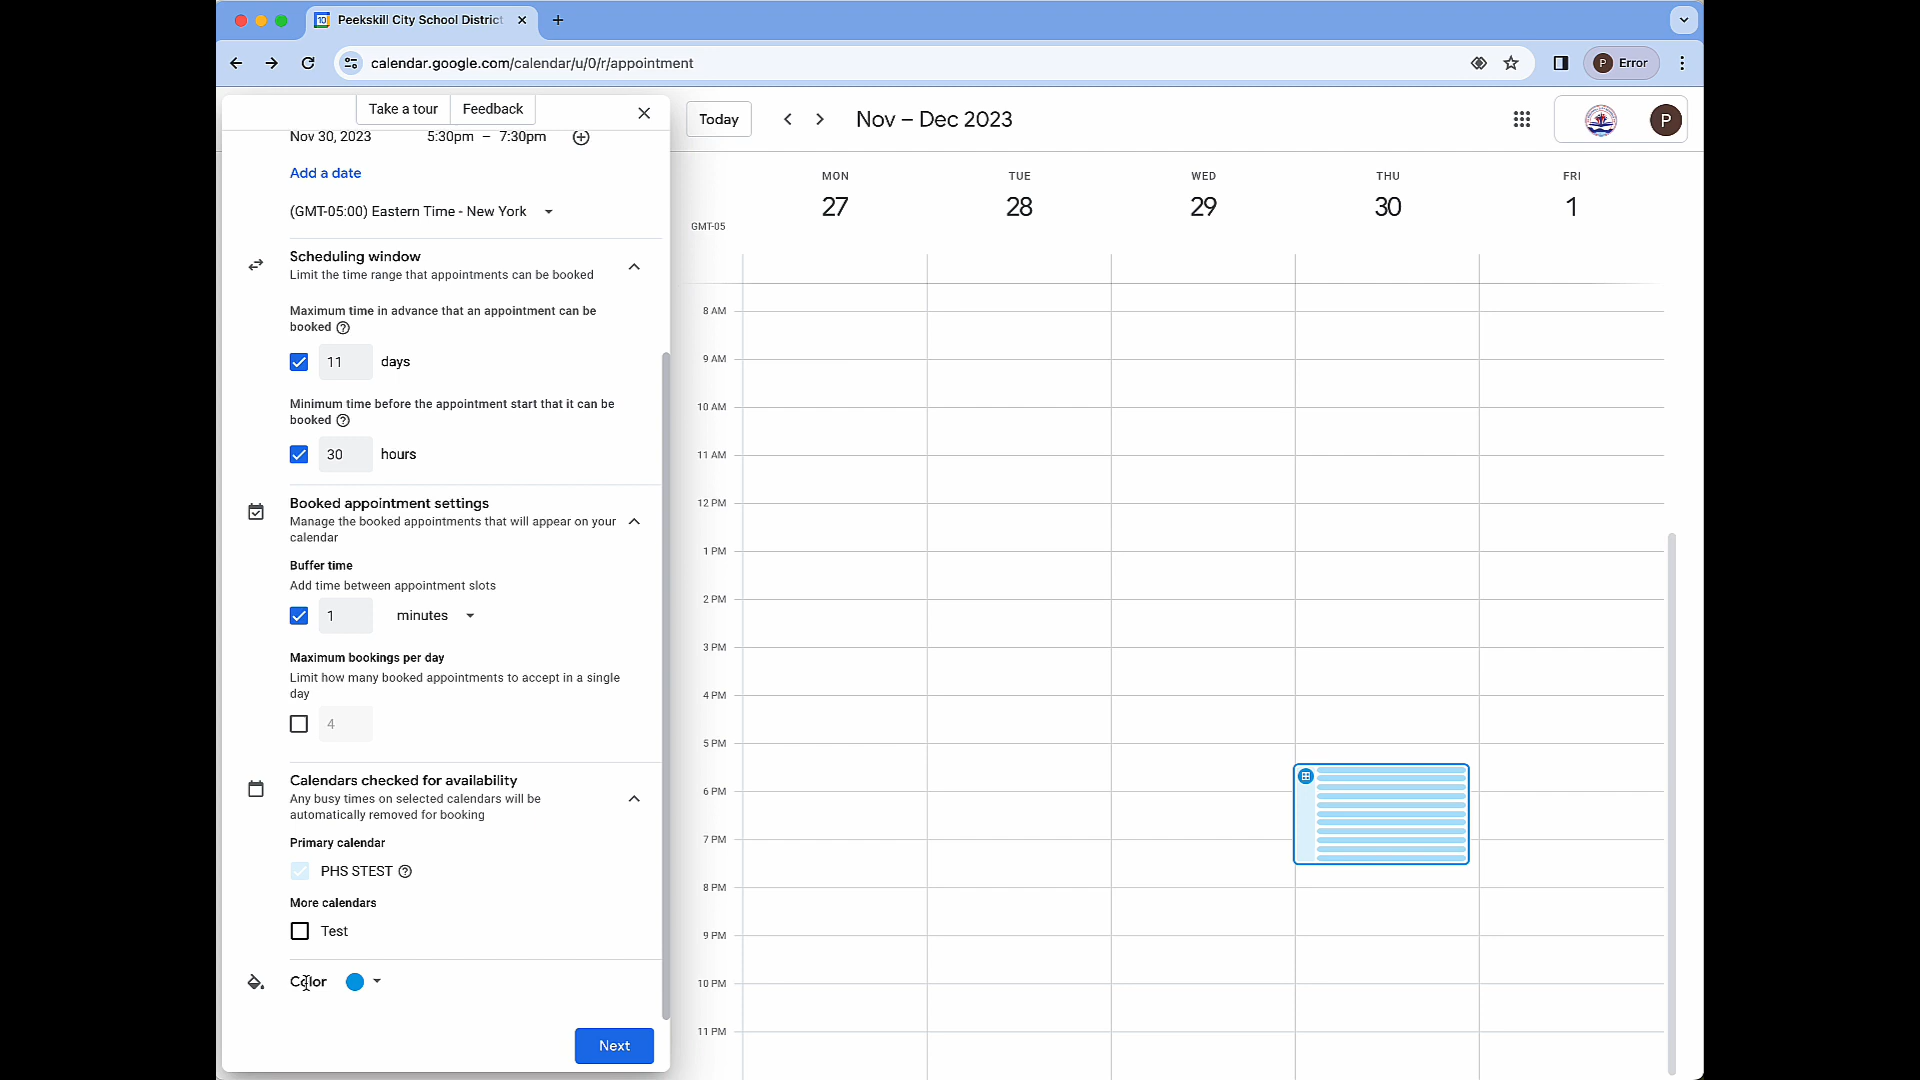 Peekskill City School District
calendar.google.com/calendar/u/0/r/appointment
P Error
Take a tour
Feedback
Nov 30, 2023 5:30pm – 7:30pm
Add a date
(GMT-05:00) Eastern Time - New York
Scheduling window
Limit the time range that appointments can be booked
Maximum time in advance that an appointment can be
booked
11 days
Minimum time before the appointment start that it can be
booked
30 hours
Booked appointment settings
Manage the booked appointments that will appear on your
calendar
Buffer time
Add time between appointment slots
1 minutes
Maximum bookings per day
Limit how many booked appointments to accept in a single
day
4
Calendars checked for availability
Any busy times on selected calendars will be
automatically removed for booking
Primary calendar
PHS STEST
More calendars
Test
Color
Next
Today
Nov – Dec 2023
P
MON TUE WED THU FRI
27 28 29 30 1
GMT-05
8 AM
9 AM
10 AM
11 AM
12 PM
1 PM
2 PM
3 PM
4 PM
5 PM
6 PM
7 PM
8 PM
9 PM
10 PM
11 PM